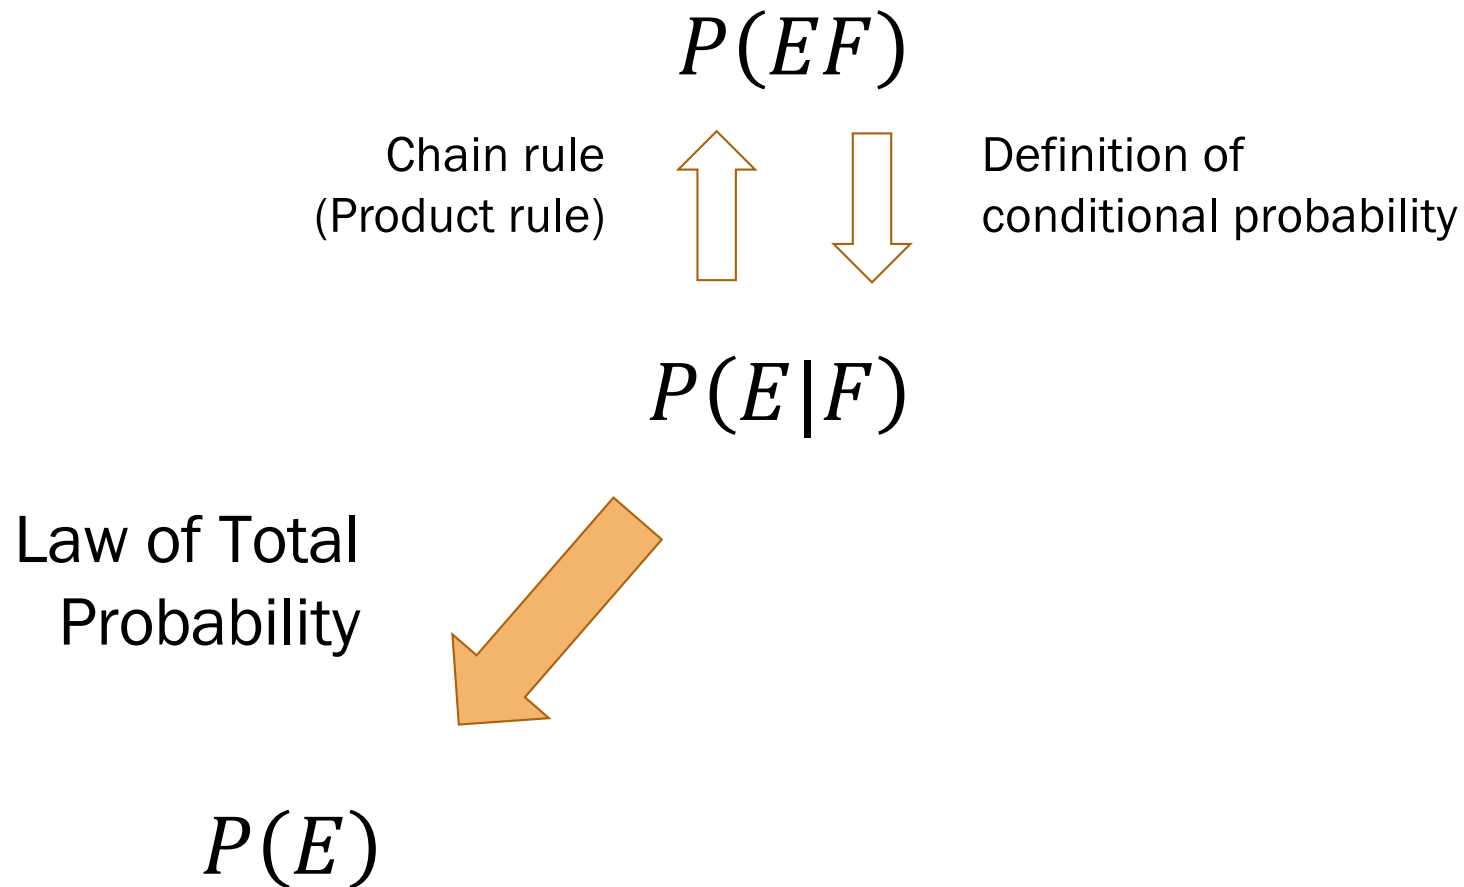 P(EF)
Chain rule
(Product rule)
Definition of
conditional probability
P(E|F)
Law of Total
Probability
P(E)